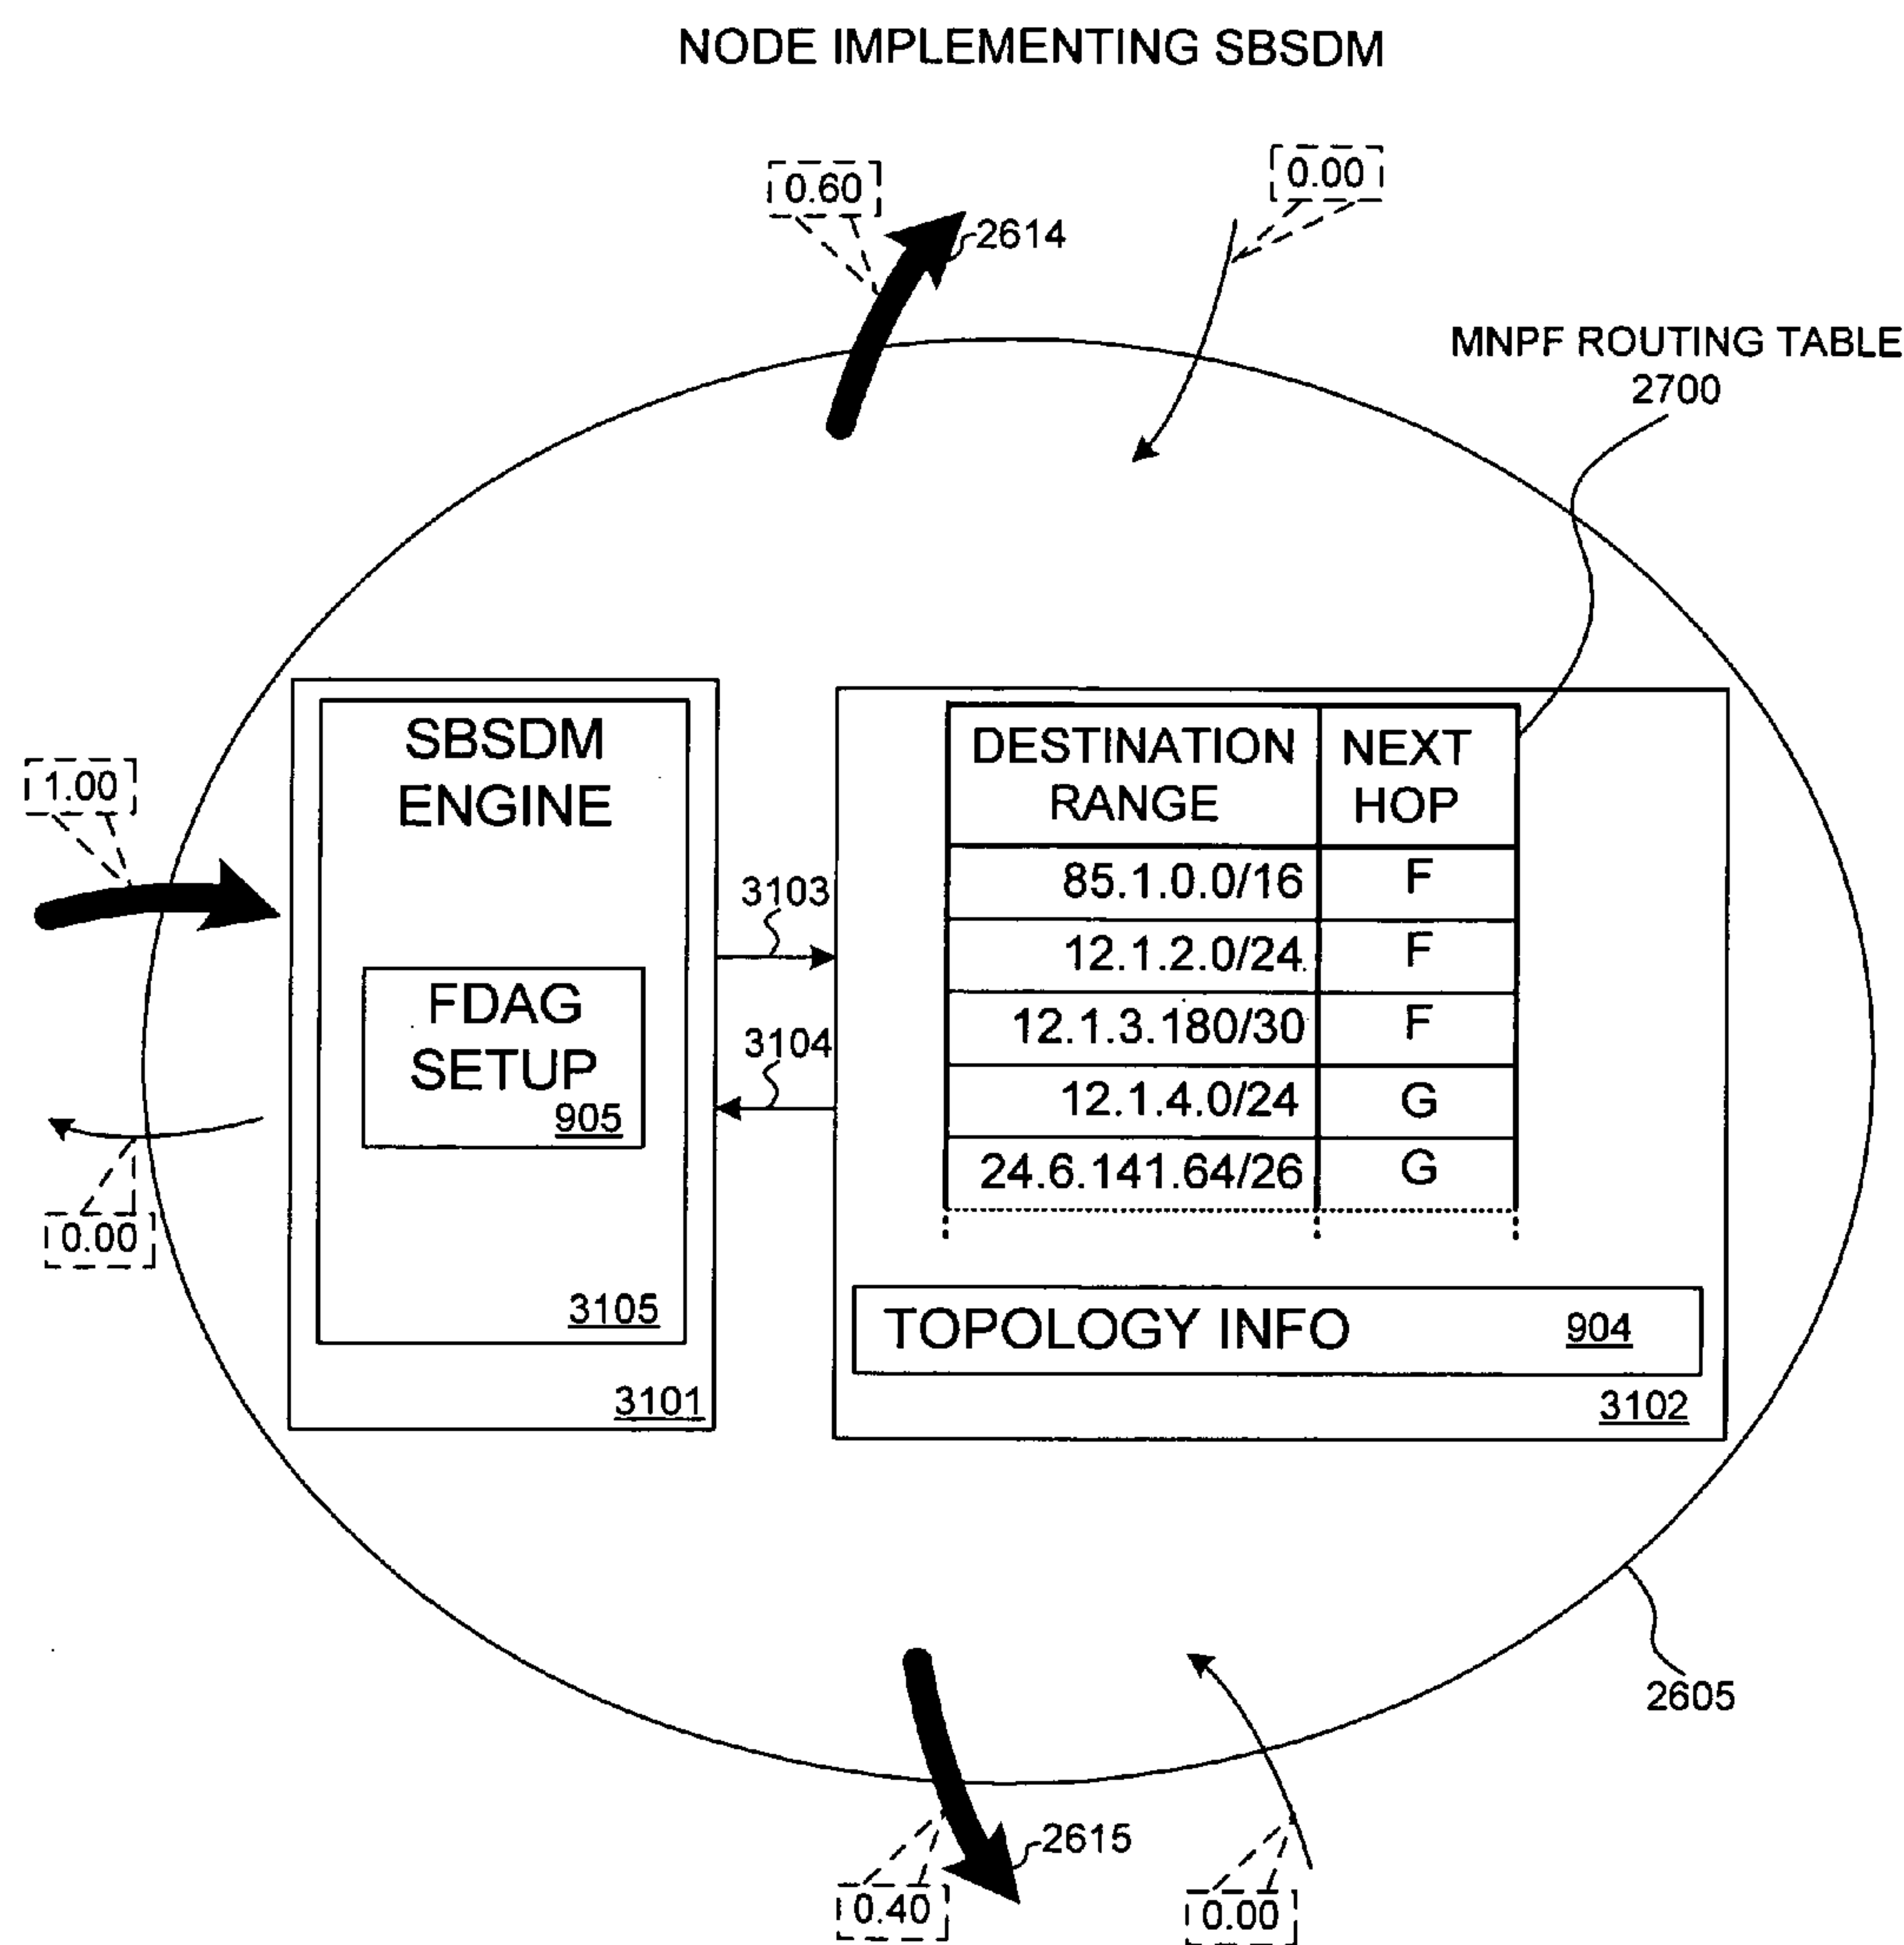 NODE IMPLEMENTING SBSDM
0.60
0.00
2614
MNPF ROUTING TABLE
2700
1.00
0.00
SBSDM
ENGINE
FDAG
SETUP
905
3105
3101
3103
3104
DESTINATION
RANGE
NEXT
HOP
85.1.0.0/16 F
12.1.2.0/24 F
12.1.3.180/30 F
12.1.4.0/24 G
24.6.141.64/26 G
TOPOLOGY INFO 904
3102
2605
2615
0.40
0.00